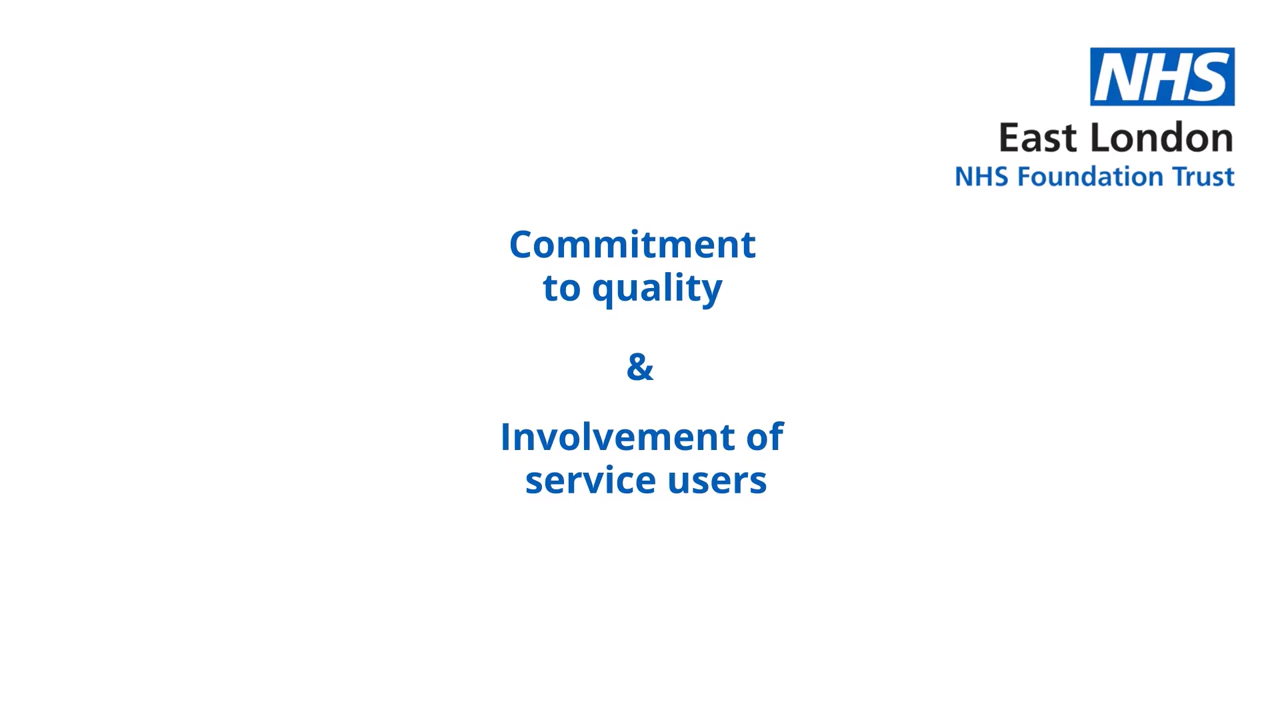 NHS
East London
NHS Foundation Trust
Commitment
to quality
&
Involvement of
service users